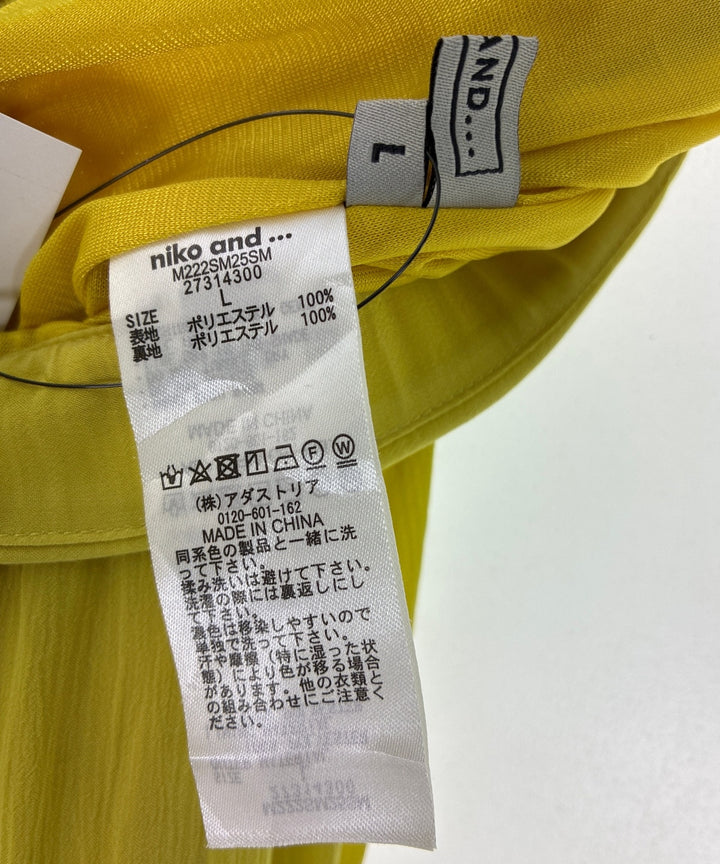 AND....
L
niko and ...
M222SM25SM
27314300
SIZE L
表地 ポリエステル 100%
裏地 ポリエステル 100%
(株)アダストリア
0120-601-162
MADE IN CHINA
同系色の製品と一緒に洗
って下さい。
揉み洗いは避けて下さい。
洗濯の際には裏返しにし
て下さい。
濃色は移染しやすいので
単独で洗って下さい。
汗や摩擦(特に湿った状
態)により色が移る場合
があります。他の衣類と
の組み合わせにご注意く
ださい。